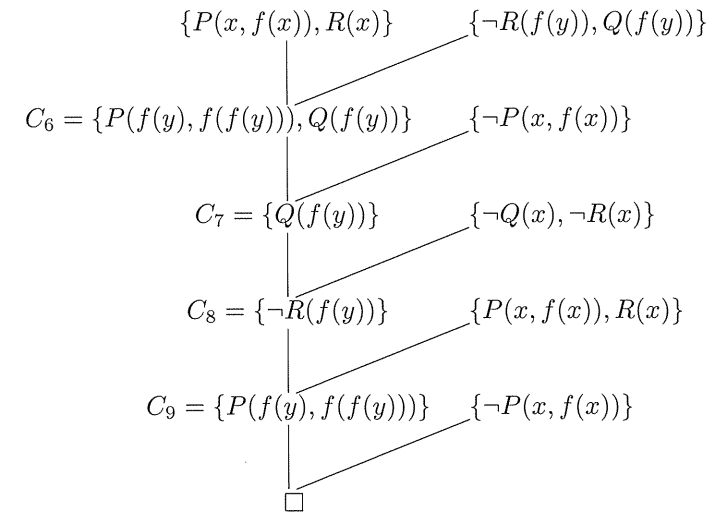 {P(x, f(x)), R(x)} {¬R(f(y)), Q(f(y))}
C₆ = {P(f(y), f(f(y))), Q(f(y))} {¬P(x, f(x))}
C₇ = {Q(f(y))} {¬Q(x), ¬R(x)}
C₈ = {¬R(f(y))} {P(x, f(x)), R(x)}
C₉ = {P(f(y), f(f(y)))} {¬P(x, f(x))}
□